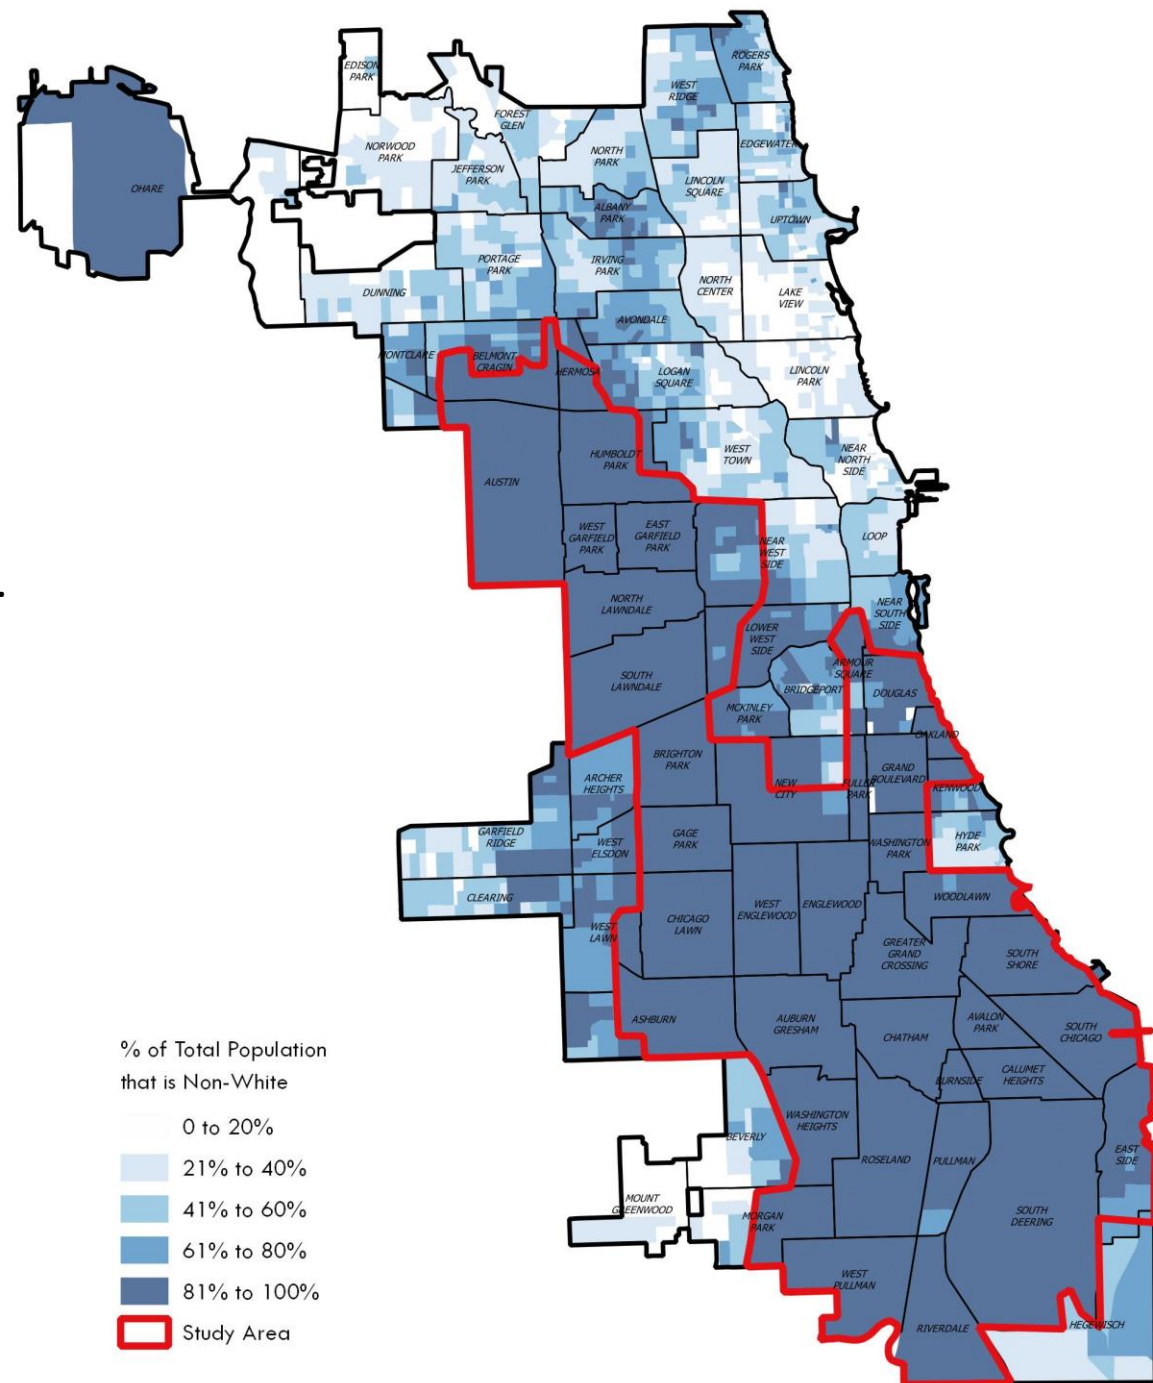 EDISON
PARK
ROGERS
PARK
WEST
RIDGE
FOREST
GLEN
NORWOOD
PARK
NORTH
PARK
EDGEWATER
JEFFERSON
PARK
LINCOLN
SQUARE
OHARE
ALBANY
PARK
UPTOWN
PORTAGE
PARK
IRVING
PARK
NORTH
CENTER
LAKE
VIEW
DUNNING
AVONDALE
MONTCLARE
BELMONT
CRAGIN
HERMOSA
LOGAN
SQUARE
LINCOLN
PARK
HUMBOLDT
PARK
WEST
TOWN
NEAR
NORTH
SIDE
AUSTIN
WEST
GARFIELD
PARK
EAST
GARFIELD
PARK
NEAR
WEST
SIDE
LOOP
NORTH
LAWNDALE
NEAR
SOUTH
SIDE
LOWER
WEST
SIDE
SOUTH
LAWNDALE
ARMOUR
SQUARE
BRIDGEPORT
DOUGLAS
MCKINLEY
PARK
OAKLAND
BRIGHTON
PARK
ARCHER
HEIGHTS
NEW
CITY
FULLER
PARK
GRAND
BOULEVARD
KENWOOD
GARFIELD
RIDGE
WEST
ELSDON
GAGE
PARK
WASHINGTON
PARK
HYDE
PARK
CLEARING
WEST
LAWN
CHICAGO
LAWN
WEST
ENGLEWOOD
ENGLEWOOD
WOODLAWN
GREATER
GRAND
CROSSING
SOUTH
SHORE
ASHBURN
AUBURN
GRESHAM
CHATHAM
AVALON
PARK
SOUTH
CHICAGO
BURNSIDE
CALUMET
HEIGHTS
BEVERLY
WASHINGTON
HEIGHTS
ROSELAND
PULLMAN
EAST
SIDE
MOUNT
GREENWOOD
MORGAN
PARK
SOUTH
DEERING
WEST
PULLMAN
RIVERDALE
HEGEWISCH
% of Total Population
that is Non-White
0 to 20%
21% to 40%
41% to 60%
61% to 80%
81% to 100%
Study Area